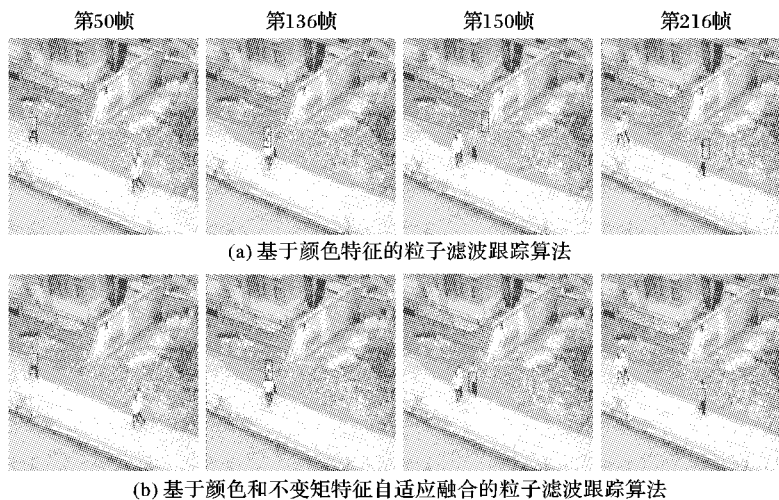 第50帧 第136帧 第150帧 第216帧
(a) 基于颜色特征的粒子滤波跟踪算法
(b) 基于颜色和不变矩特征自适应融合的粒子滤波跟踪算法